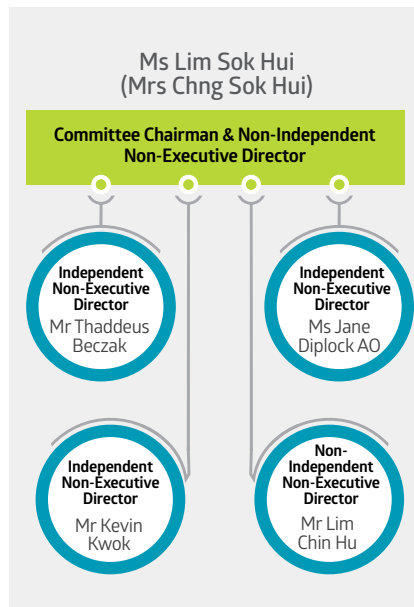 Ms Lim Sok Hui
(Mrs Chng Sok Hui)
Committee Chairman & Non-Independent
Non-Executive Director
Independent
Non-Executive
Director
Mr Thaddeus
Beczak
Independent
Non-Executive
Director
Ms Jane
Diplock AO
Independent
Non-Executive
Director
Mr Kevin
Kwok
Non-
Independent
Non-Executive
Director
Mr Lim
Chin Hu